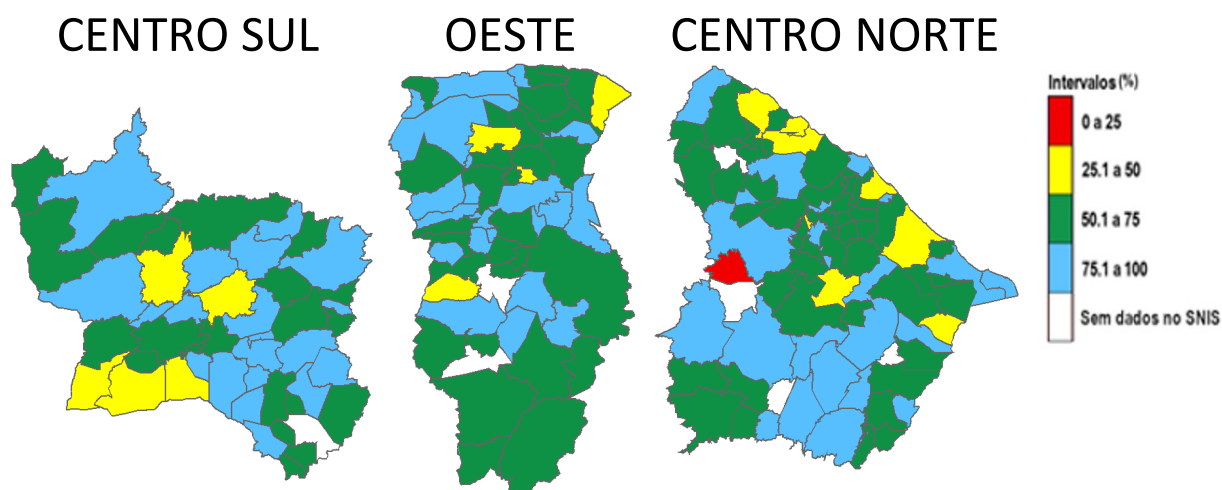 CENTRO SUL
OESTE
CENTRO NORTE
Intervalos (%)
0 a 25
25.1 a 50
50.1 a 75
75.1 a 100
Sem dados no SNIS